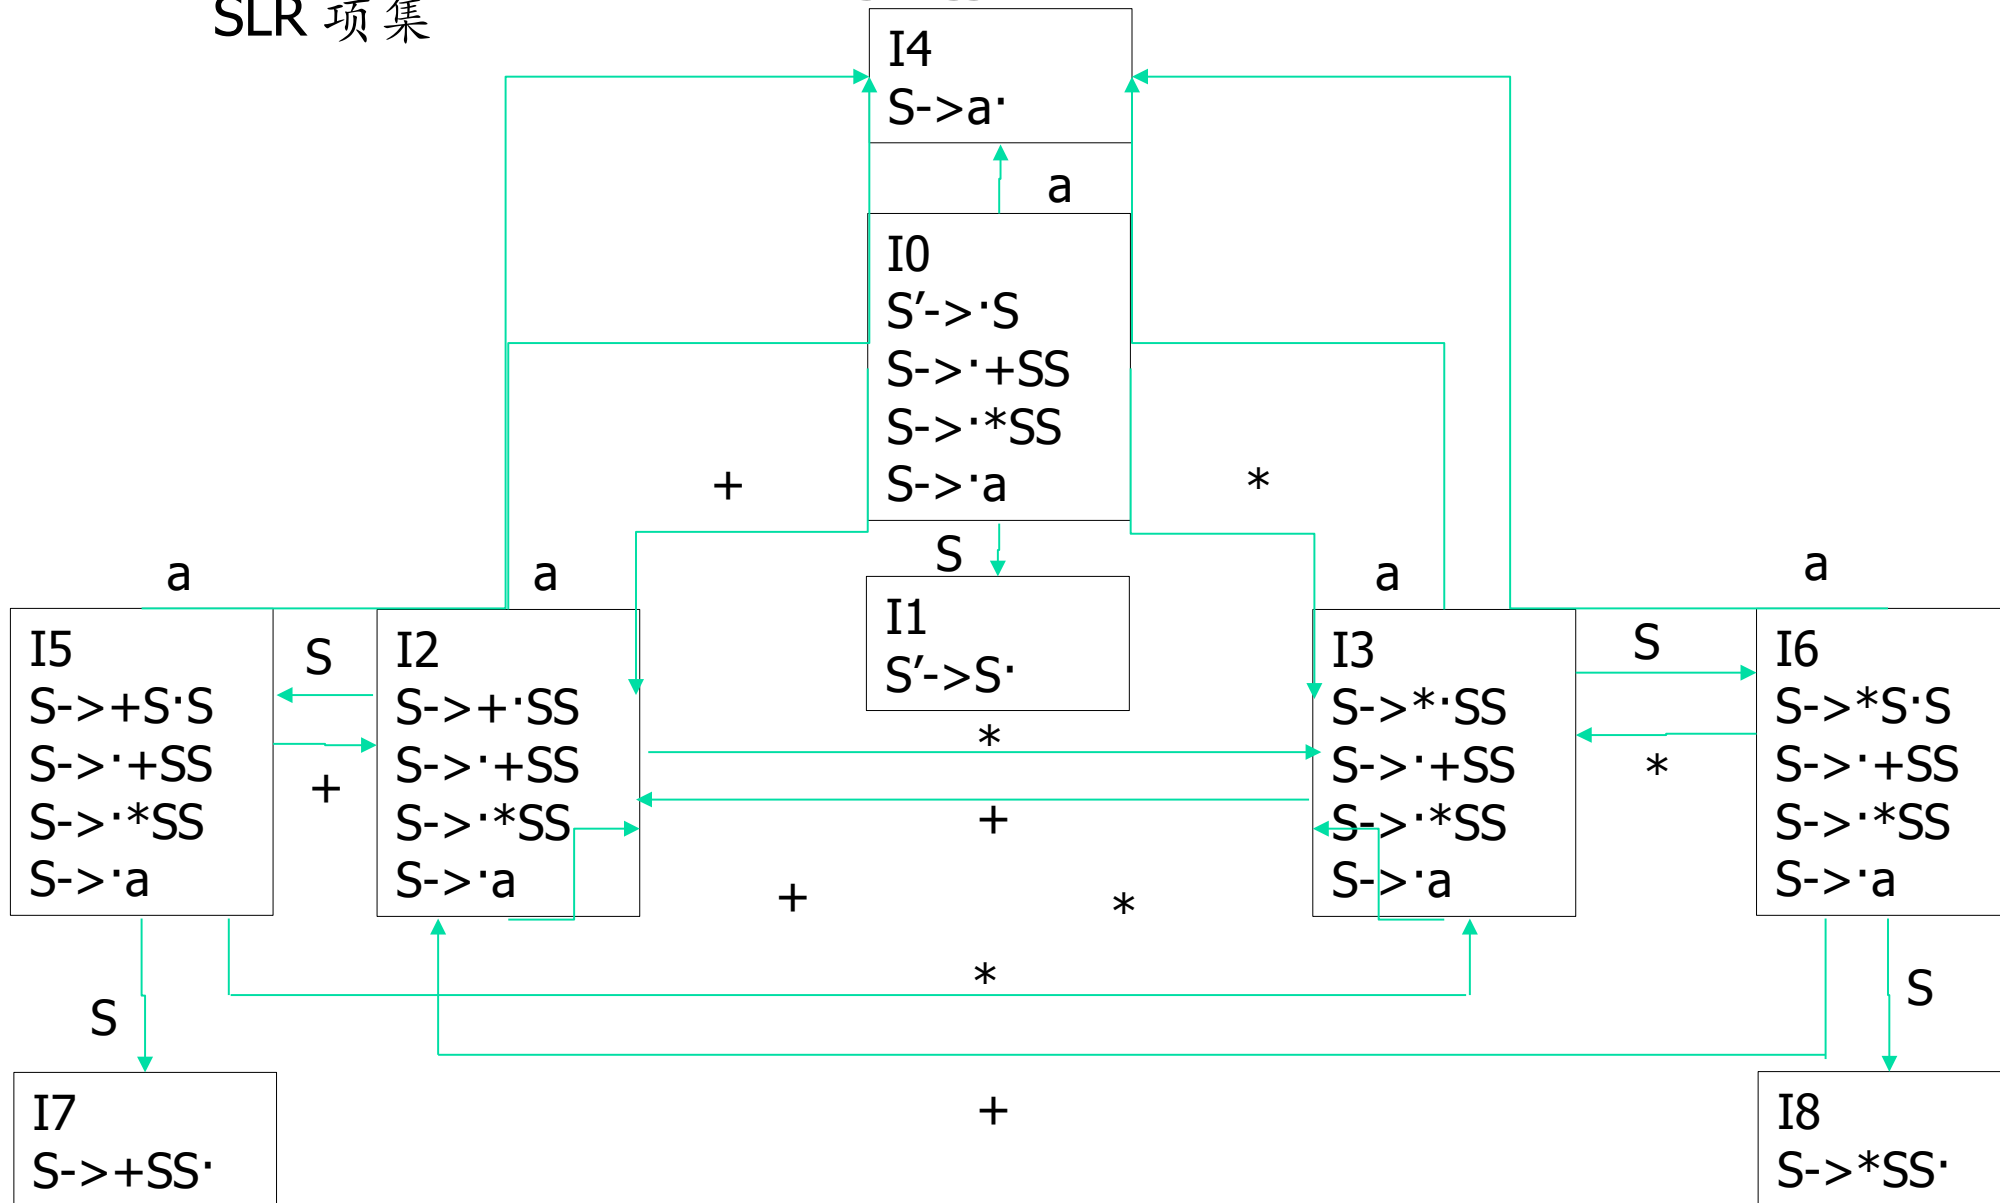 SLR 项集
I4
S->a·
a
I0
S'->·S
S->·+SS
S->·*SS
S->·a
+
*
S
a
a
a
a
I1
S'->S·
I5
S->+S·S
S->·+SS
S->·*SS
S->·a
S
+
I2
S->+·SS
S->·+SS
S->·*SS
S->·a
*
+
I3
S->*·SS
S->·+SS
S->·*SS
S->·a
S
*
I6
S->*S·S
S->·+SS
S->·*SS
S->·a
+
*
*
S
S
+
I7
S->+SS·
I8
S->*SS·